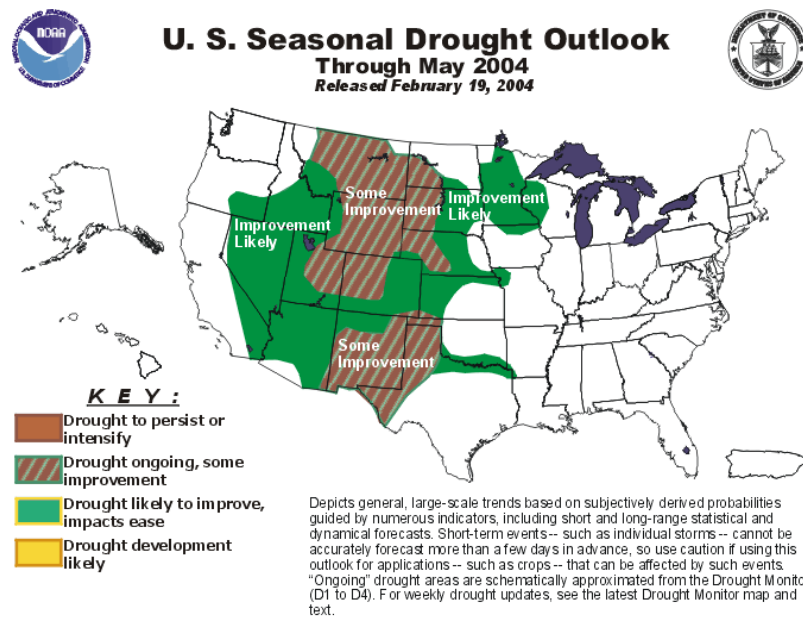 NOAA
U. S. Seasonal Drought Outlook
Through May 2004
Released February 19, 2004
Some
Improvement
Improvement
Likely
Improvement
Likely
Some
Improvement
K E Y :
Drought to persist or
intensify
Drought ongoing, some
improvement
Drought likely to improve,
impacts ease
Drought development
likely
Depicts general, large-scale trends based on subjectively derived probabilities
guided by numerous indicators, including short and long-range statistical and
dynamical forecasts. Short-term events -- such as individual storms -- cannot be
accurately forecast more than a few days in advance, so use caution if using this
outlook for applications -- such as crops -- that can be affected by such events.
“Ongoing” drought areas are schematically approximated from the Drought Monito
(D1 to D4). For weekly drought updates, see the latest Drought Monitor map and
text.